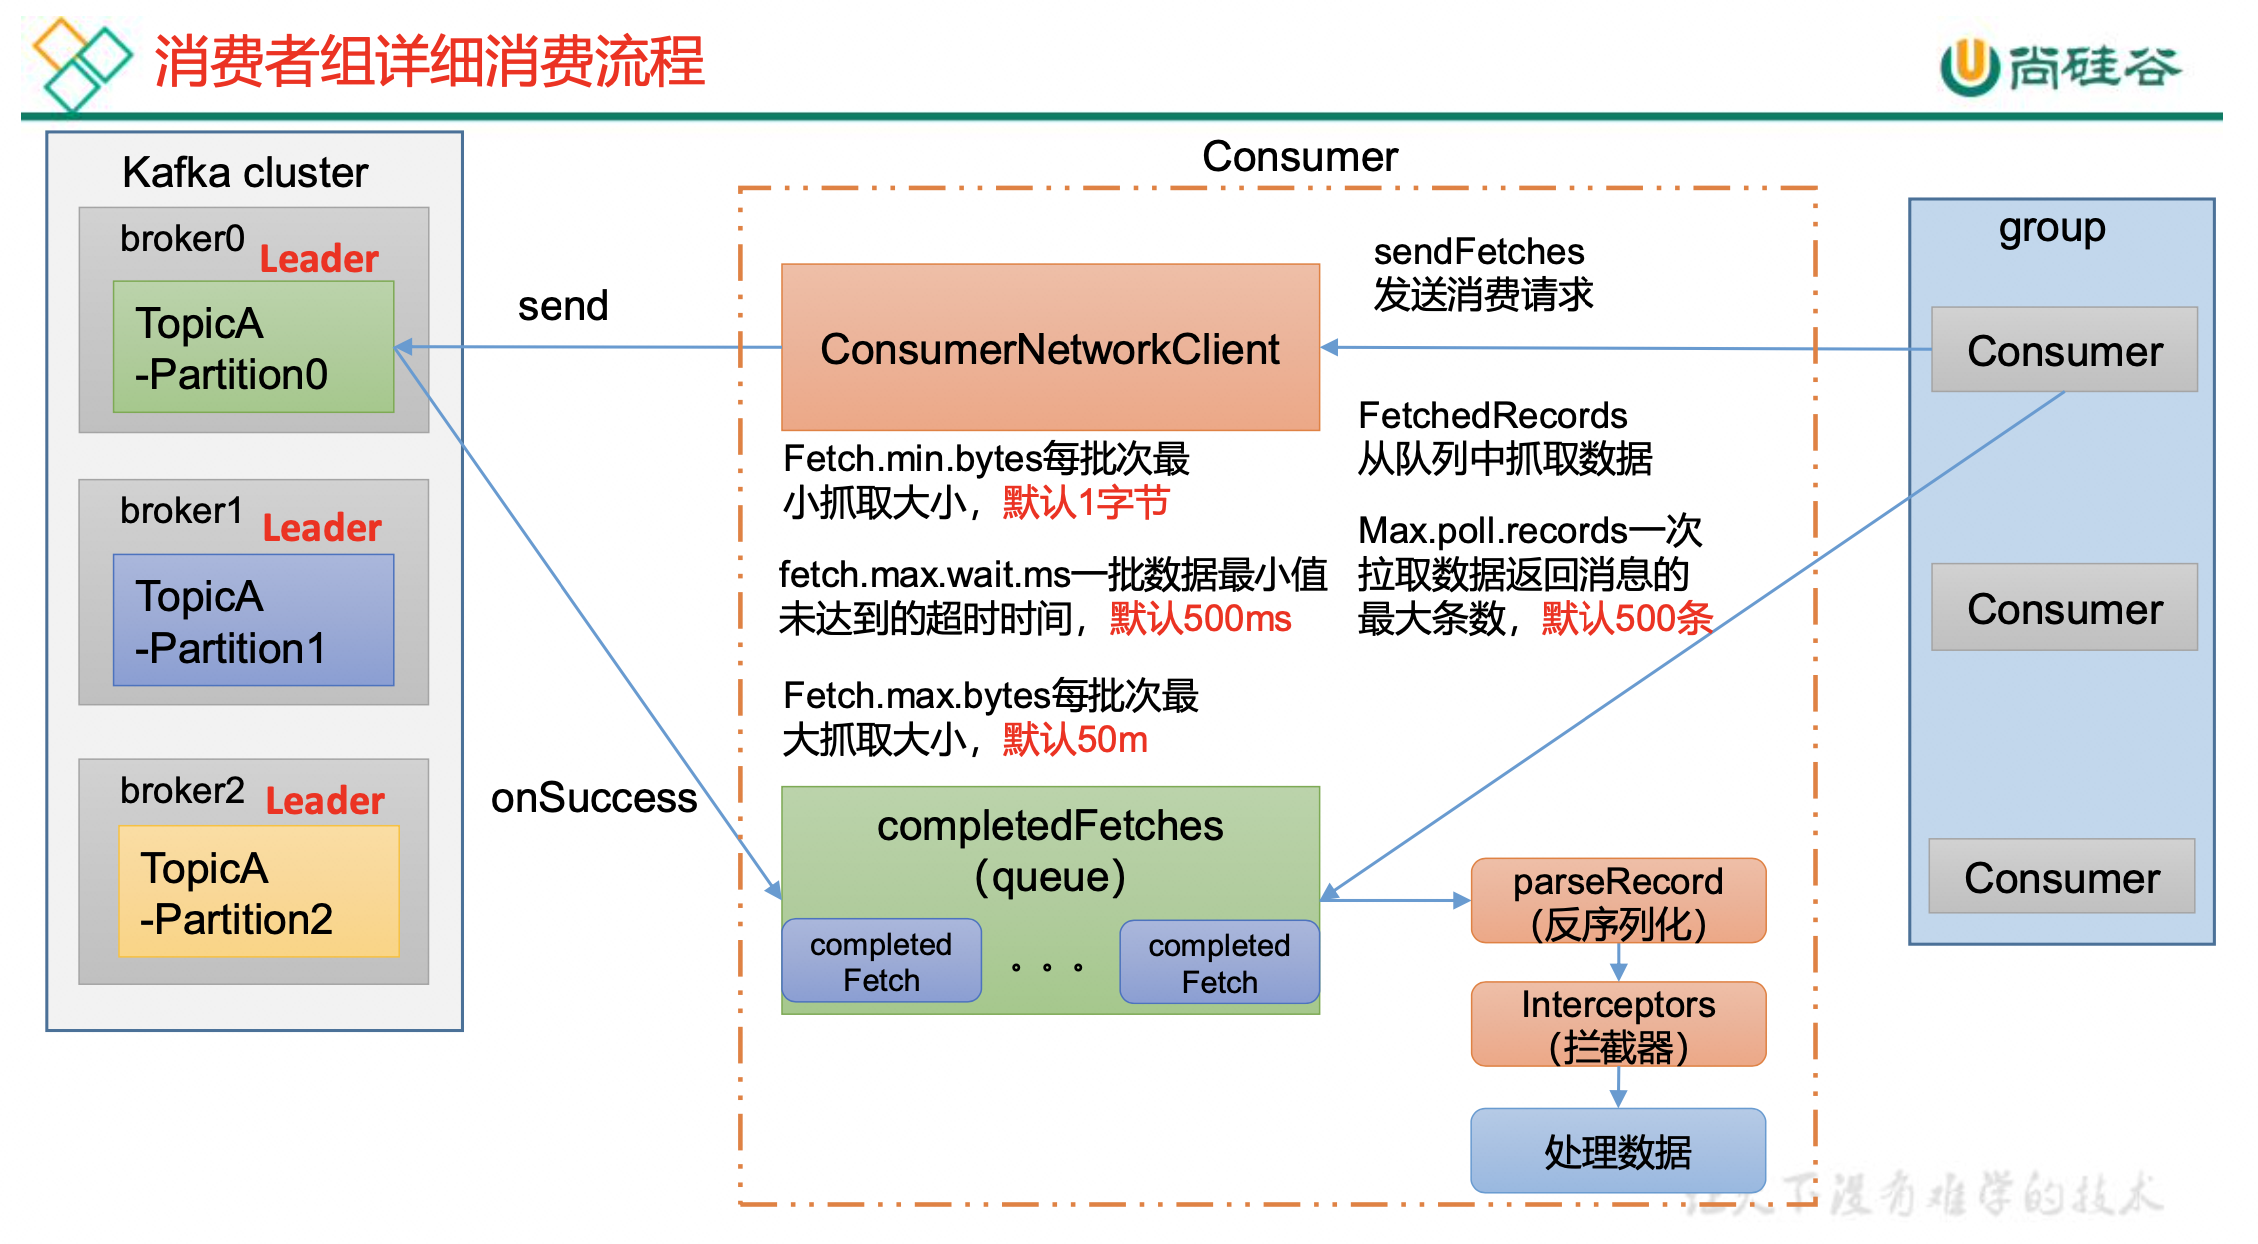 消费者组详细消费流程
尚硅谷
Kafka cluster
broker0
Leader
TopicA
-Partition0
broker1
Leader
TopicA
-Partition1
broker2
Leader
TopicA
-Partition2
send
onSuccess
Consumer
ConsumerNetworkClient
sendFetches
发送消费请求
Fetch.min.bytes每批次最
小抓取大小，默认1字节
fetch.max.wait.ms一批数据最小值
未达到的超时时间，默认500ms
Fetch.max.bytes每批次最
大抓取大小，默认50m
FetchedRecords
从队列中抓取数据
Max.poll.records一次
拉取数据返回消息的
最大条数，默认500条
completedFetches
（queue）
completed
Fetch
。。。
completed
Fetch
parseRecord
（反序列化）
Interceptors
（拦截器）
处理数据
group
Consumer
Consumer
Consumer
让天下没有难学的技术